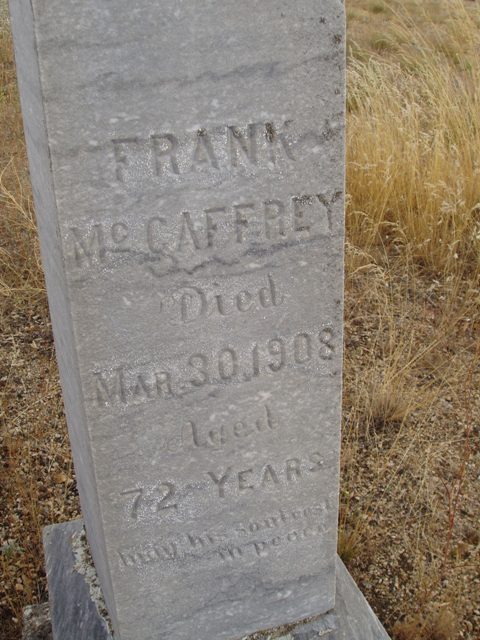 FRANK
McCAFFREY
Died
MAR. 30, 1908
Aged
72 YEARS
may his soul rest
in peace